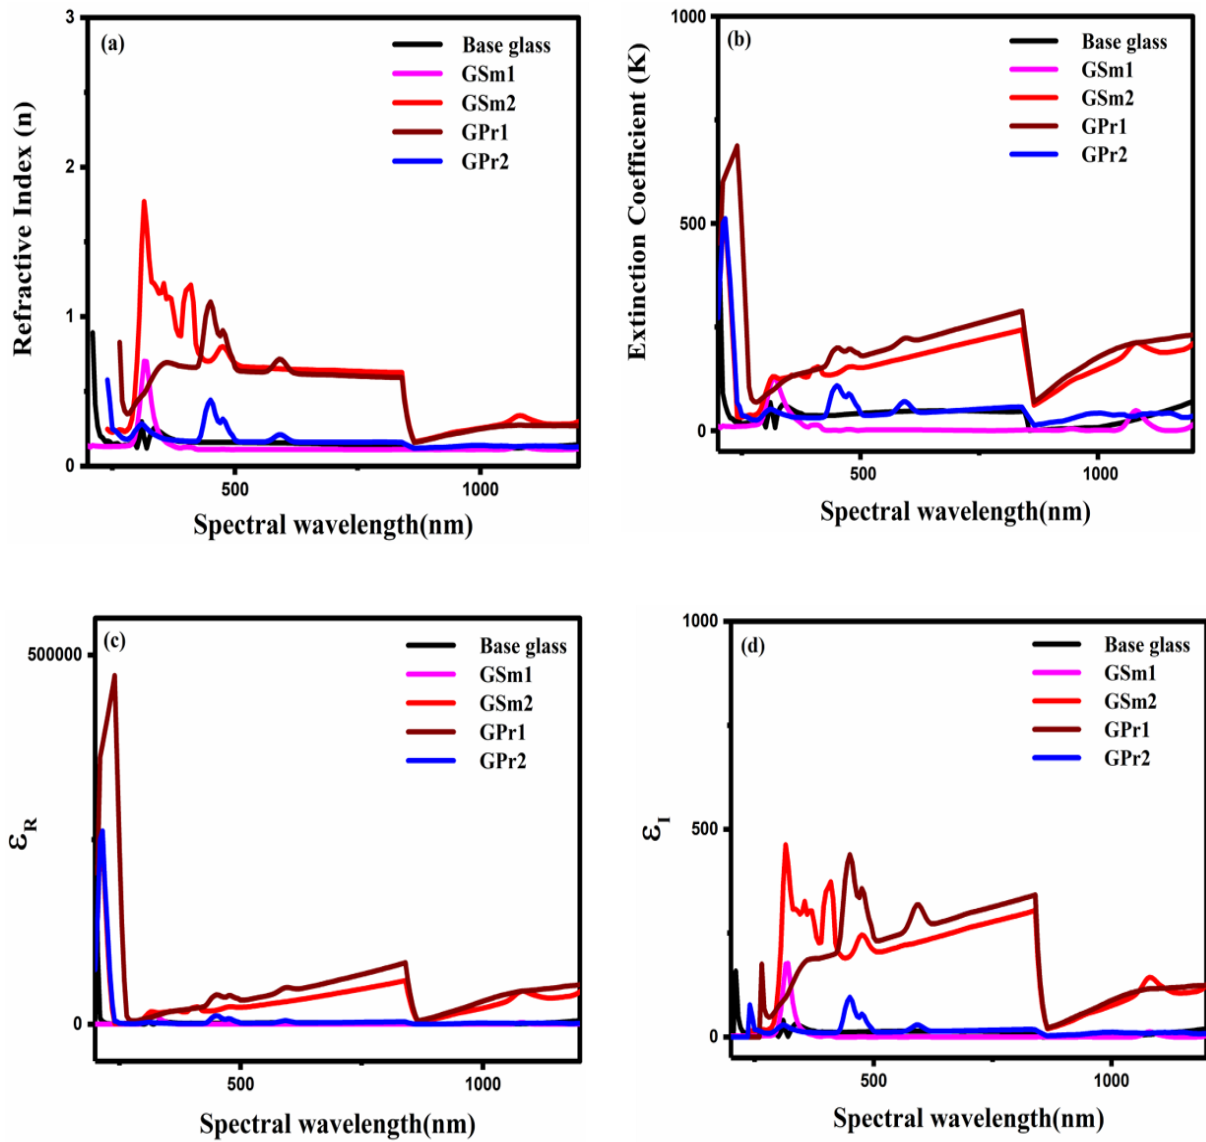 (a)
Base glass
GSm1
GSm2
GPr1
GPr2
3
2
1
0
500
1000
Refractive Index (n)
Spectral wavelength(nm)
(b)
Base glass
GSm1
GSm2
GPr1
GPr2
1000
500
0
500
1000
Extinction Coefficient (K)
Spectral wavelength(nm)
(c)
Base glass
GSm1
GSm2
GPr1
GPr2
500000
0
500
1000
εR
Spectral wavelength(nm)
(d)
Base glass
GSm1
GSm2
GPr1
GPr2
1000
500
0
500
1000
εI
Spectral wavelength(nm)